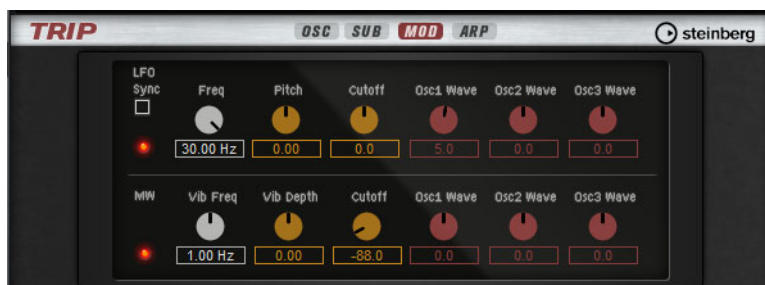 TRIP OSC SUB MOD ARP steinberg
LFO
Sync Freq Pitch Cutoff Osc1 Wave Osc2 Wave Osc3 Wave
30.00 Hz 0.00 0.0 5.0 0.0 0.0
MW Vib Freq Vib Depth Cutoff Osc1 Wave Osc2 Wave Osc3 Wave
1.00 Hz 0.00 -88.0 0.0 0.0 0.0